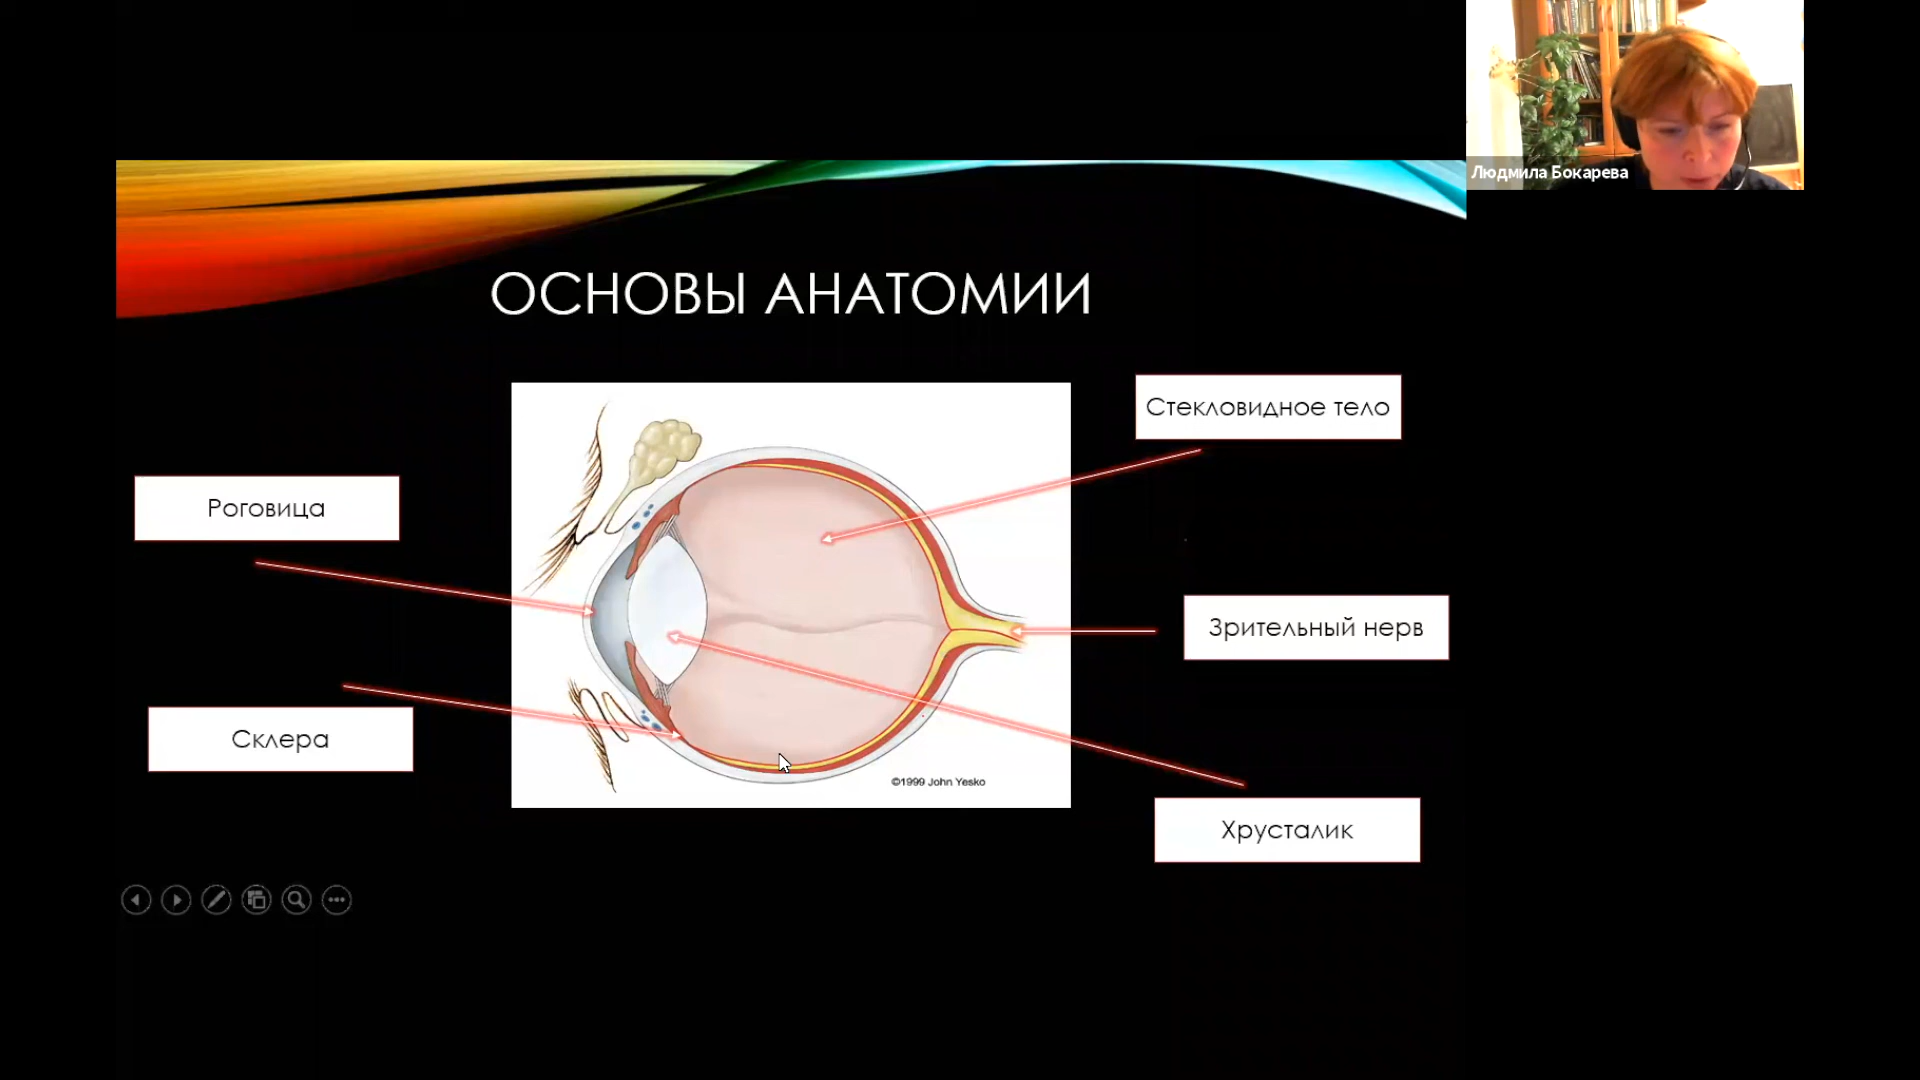 Людмила Бокарева
ОСНОВЫ АНАТОМИИ
Стекловидное тело
Роговица
Зрительный нерв
Склера
©1999 John Yesko
Хрусталик